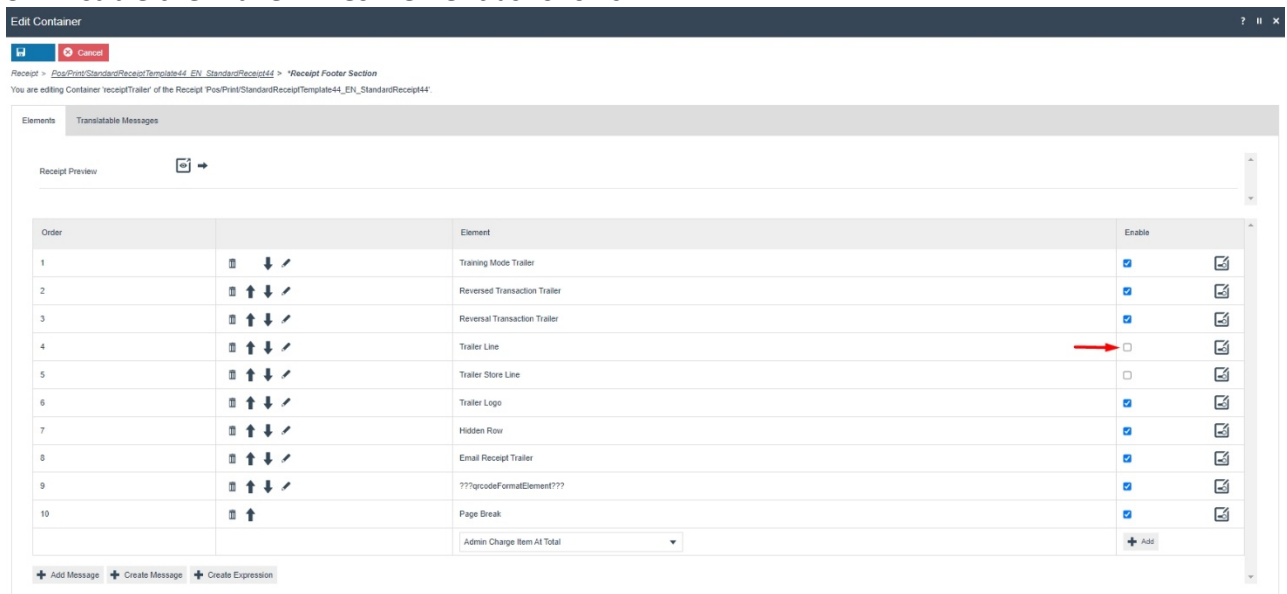 Edit Container
? II ×
Cancel
Receipt > Pos/Print/StandardReceiptTemplate44_EN_StandardReceipt44 > *Receipt Footer Section
You are editing Container 'receiptTrailer' of the Receipt 'Pos/Print/StandardReceiptTemplate44_EN_StandardReceipt44'.
Elements Translatable Messages
Receipt Preview
Order Element Enable
1 Training Mode Trailer
2 Reversed Transaction Trailer
3 Reversal Transaction Trailer
4 Trailer Line
5 Trailer Store Line
6 Trailer Logo
7 Hidden Row
8 Email Receipt Trailer
9 ???qrcodeFormatElement???
10 Page Break
Admin Charge Item At Total + Add
+ Add Message + Create Message + Create Expression